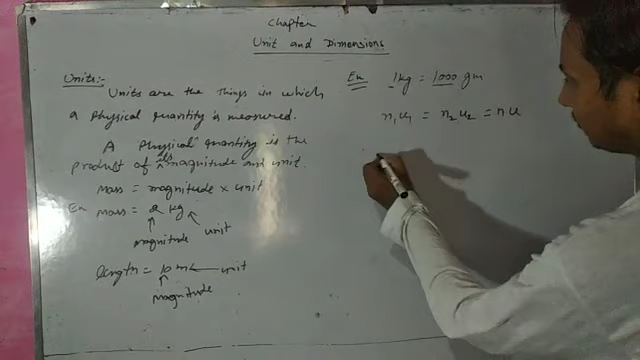 Chapter
Unit and Dimensions
Units:-
Units are the things in which
a physical quantity is measured.
A physical quantity is the
product of its magnitude and unit.
Mass = magnitude × unit
Ex Mass = 2 kg
magnitude unit
length = 10 m unit
magnitude
Ex 1kg = 1000 gm
n₁u₁ = n₂u₂ = nu